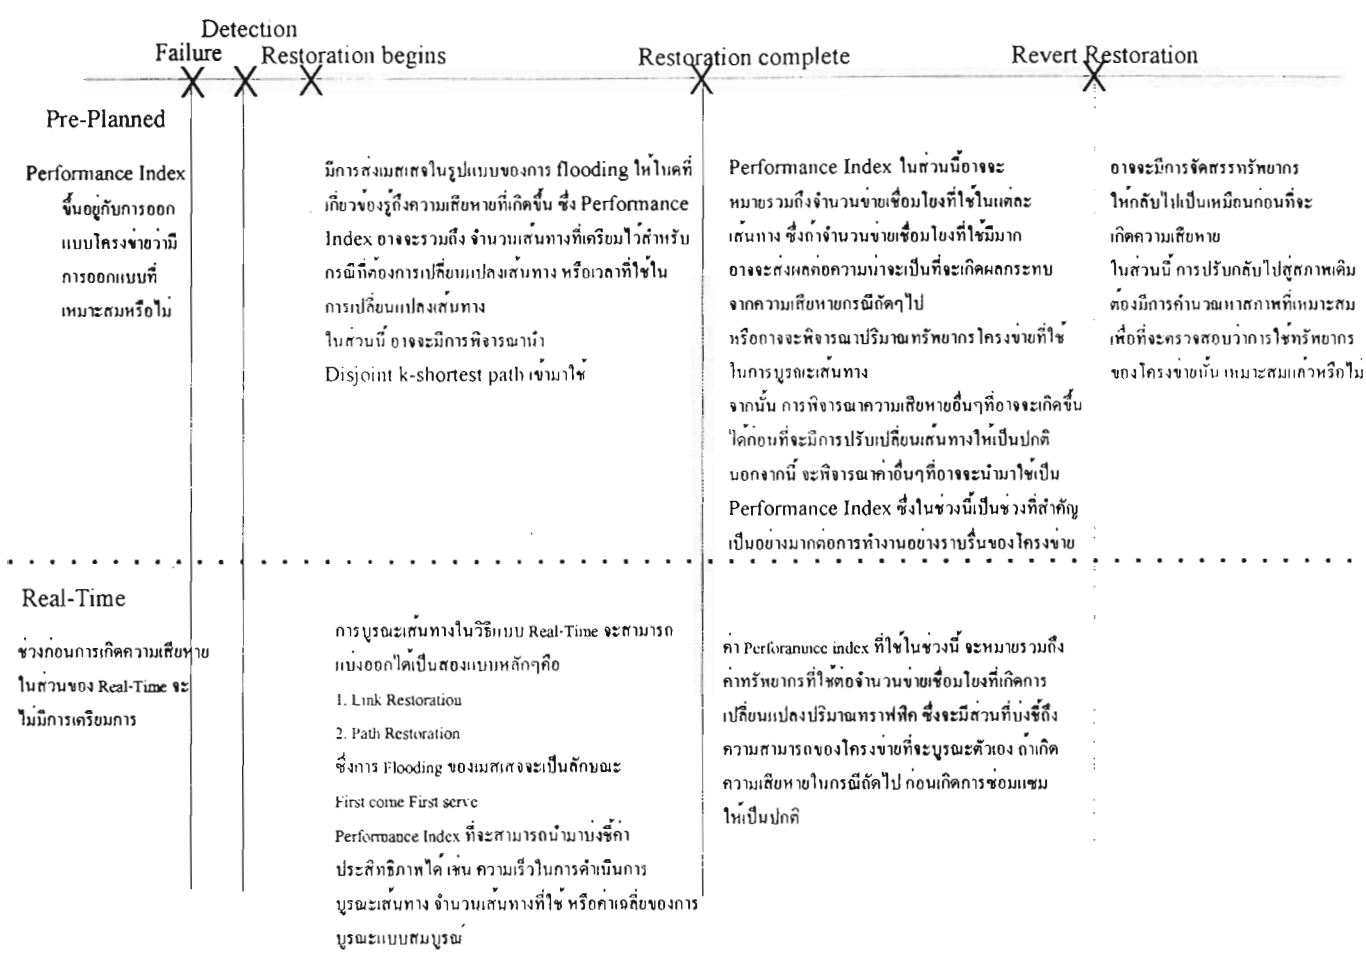 Detection
Failure
Restoration begins
Restoration complete
Revert Restoration
Pre-Planned
Performance Index
ขึ้นอยู่กับการออก
แบบโครงข่ายว่ามี
การออกแบบที่
เหมาะสมหรือไม่
มีการส่งเมสเสจในรูปแบบของการ flooding ให้โนดที่
เกี่ยวข้องรู้ถึงความเสียหายที่เกิดขึ้น ซึ่ง Performance
Index อาจจะรวมถึง จำนวนเส้นทางที่เตรียมไว้สำหรับ
กรณีที่ต้องการเปลี่ยนแปลงเส้นทาง หรือเวลาที่ใช้ใน
การเปลี่ยนแปลงเส้นทาง
ในส่วนนี้ อาจจะมีการพิจารณานำ
Disjoint k-shortest path เข้ามาใช้
Performance Index ในส่วนนี้อาจจะ
หมายรวมถึงจำนวนข่ายเชื่อมโยงที่ใช้ในแต่ละ
เส้นทาง ซึ่งถ้าจำนวนข่ายเชื่อมโยงที่ใช้มีมาก
อาจจะส่งผลต่อความน่าจะเป็นที่จะเกิดผลกระทบ
จากความเสียหายกรณีถัดๆไป
หรืออาจจะพิจารณาปริมาณทรัพยากรโครงข่ายที่ใช้
ในการบูรณะเส้นทาง
จากนั้น การพิจารณาความเสียหายอื่นๆที่อาจจะเกิดขึ้น
ได้ก่อนที่จะมีการปรับเปลี่ยนเส้นทางให้เป็นปกติ
นอกจากนี้ จะพิจารณาค่าอื่นๆที่อาจจะนำมาใช้เป็น
Performance Index ซึ่งในช่วงนี้เป็นช่วงที่สำคัญ
เป็นอย่างมากต่อการทำงานอย่างราบรื่นของโครงข่าย
อาจจะมีการจัดสรรทรัพยากร
ให้กลับไปเป็นเหมือนก่อนที่จะ
เกิดความเสียหาย
ในส่วนนี้ การปรับกลับไปสู่สภาพเดิม
ต้องมีการคำนวณหาสภาพที่เหมาะสม
เพื่อที่จะตรวจสอบว่าการใช้ทรัพยากร
ของโครงข่ายนั้น เหมาะสมแล้วหรือไม่
Real-Time
ช่วงก่อนการเกิดความเสียหาย
ในส่วนของ Real-Time จะ
ไม่มีการเตรียมการ
การบูรณะเส้นทางในวิธีแบบ Real-Time จะสามารถ
แบ่งออกได้เป็นสองแบบหลักๆคือ
1. Link Restoration
2. Path Restoration
ซึ่งการ Flooding ของเมสเสจจะเป็นลักษณะ
First come First serve
Performance Index ที่จะสามารถนำมาบ่งชี้ค่า
ประสิทธิภาพได้ เช่น ความเร็วในการดำเนินการ
บูรณะเส้นทาง จำนวนเส้นทางที่ใช้ หรือค่าเฉลี่ยของการ
บูรณะแบบสมบูรณ์
ค่า Performance index ที่ใช้ในช่วงนี้ จะหมายรวมถึง
ค่าทรัพยากรที่ใช้ต่อจำนวนข่ายเชื่อมโยงที่เกิดการ
เปลี่ยนแปลงปริมาณทราฟฟิค ซึ่งจะมีส่วนที่บ่งชี้ถึง
ความสามารถของโครงข่ายที่จะบูรณะตัวเอง ถ้าเกิด
ความเสียหายในกรณีถัดไป ก่อนเกิดการซ่อมแซม
ให้เป็นปกติ